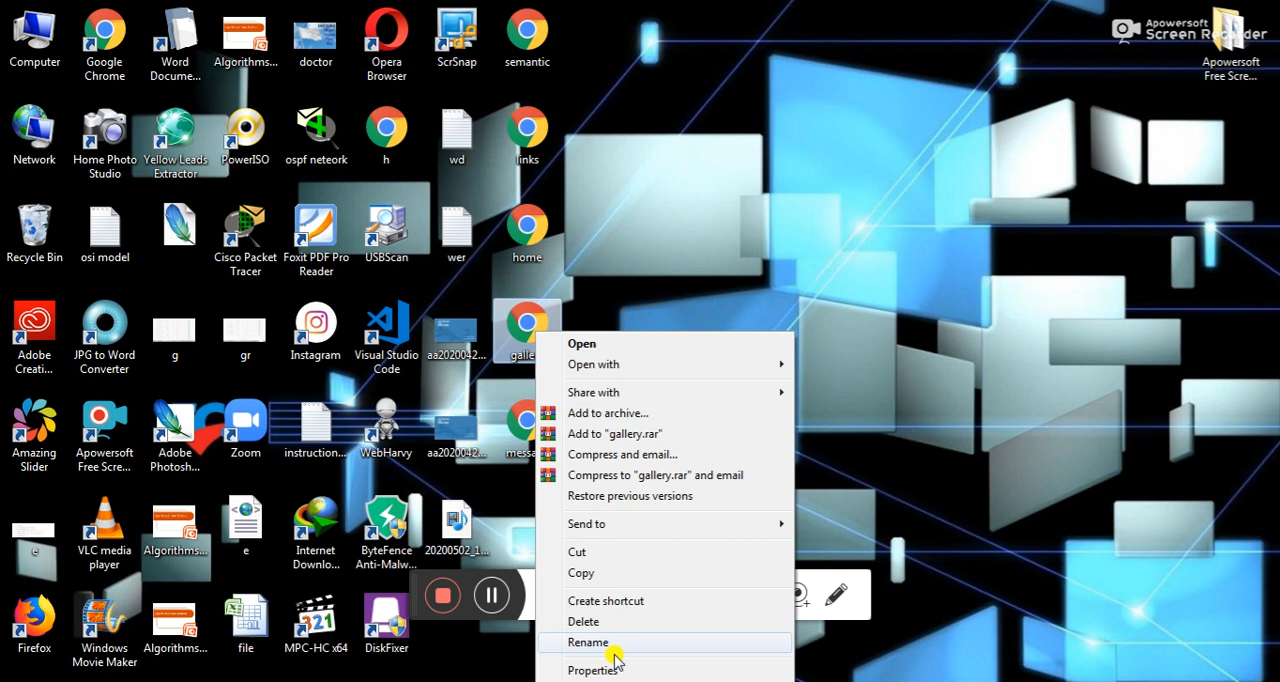 Computer
Google
Chrome
Word
Docume...
Algorithms...
doctor
Opera
Browser
ScrSnap
semantic
Apowersoft
Screen Recorder
Apowersoft
Free Scre...
Network
Home Photo
Studio
Yellow Leads
Extractor
PowerISO
ospf neteork
h
wd
links
Recycle Bin
osi model
Cisco Packet
Tracer
Foxit PDF Pro
Reader
USBScan
wer
home
Adobe
Creati...
JPG to Word
Converter
g
gr
Instagram
Visual Studio
Code
aa2020042...
galle
Amazing
Slider
Apowersoft
Free Scre...
Adobe
Photosh...
Zoom
instruction...
WebHarvy
aa2020042...
messa
e
VLC media
player
Algorithms...
e
Internet
Downlo...
ByteFence
Anti-Malw...
20200502_1...
Firefox
Windows
Movie Maker
Algorithms...
file
321
MPC-HC x64
DiskFixer
Open
Open with
Share with
Add to archive...
Add to "gallery.rar"
Compress and email...
Compress to "gallery.rar" and email
Restore previous versions
Send to
Cut
Copy
Create shortcut
Delete
Rename
Properties